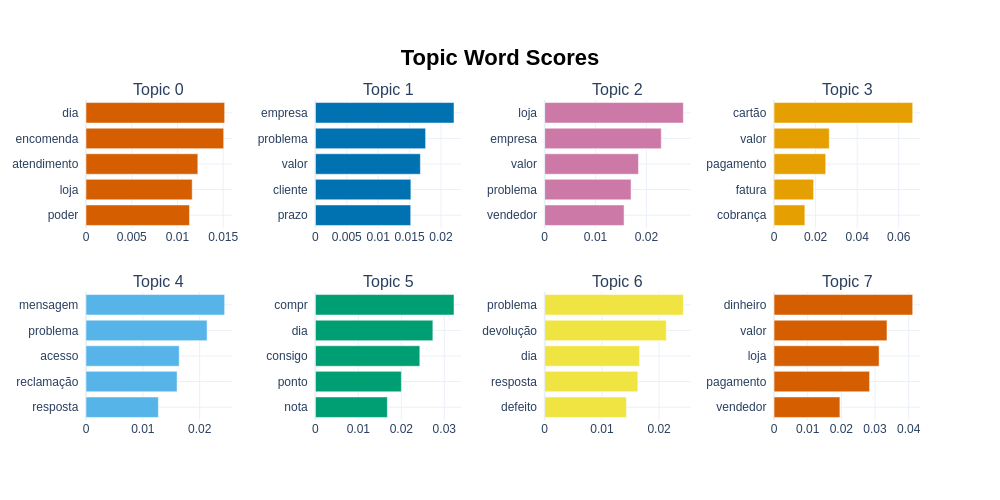 Topic Word Scores
Topic 0
dia
encomenda
atendimento
loja
poder
0 0.005 0.01 0.015
Topic 1
empresa
problema
valor
cliente
prazo
0 0.005 0.01 0.015 0.02
Topic 2
loja
empresa
valor
problema
vendedor
0 0.01 0.02
Topic 3
cartão
valor
pagamento
fatura
cobrança
0 0.02 0.04 0.06
Topic 4
mensagem
problema
acesso
reclamação
resposta
0 0.01 0.02
Topic 5
compr
dia
consigo
ponto
nota
0 0.01 0.02 0.03
Topic 6
problema
devolução
dia
resposta
defeito
0 0.01 0.02
Topic 7
dinheiro
valor
loja
pagamento
vendedor
0 0.01 0.02 0.03 0.04